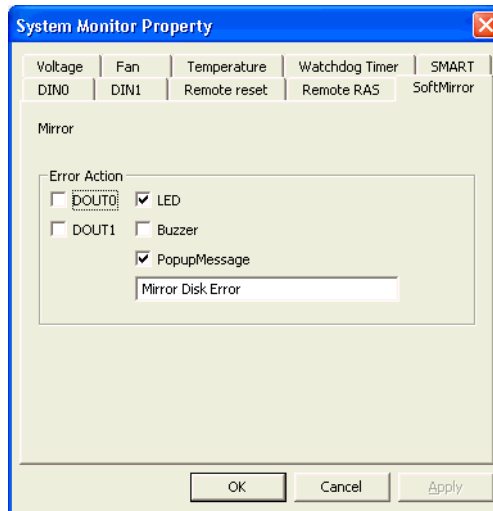 System Monitor Property
Voltage Fan Temperature Watchdog Timer SMART
DIN0 DIN1 Remote reset Remote RAS SoftMirror
Mirror
Error Action
DOUT0 LED
DOUT1 Buzzer
PopupMessage
Mirror Disk Error
OK Cancel Apply